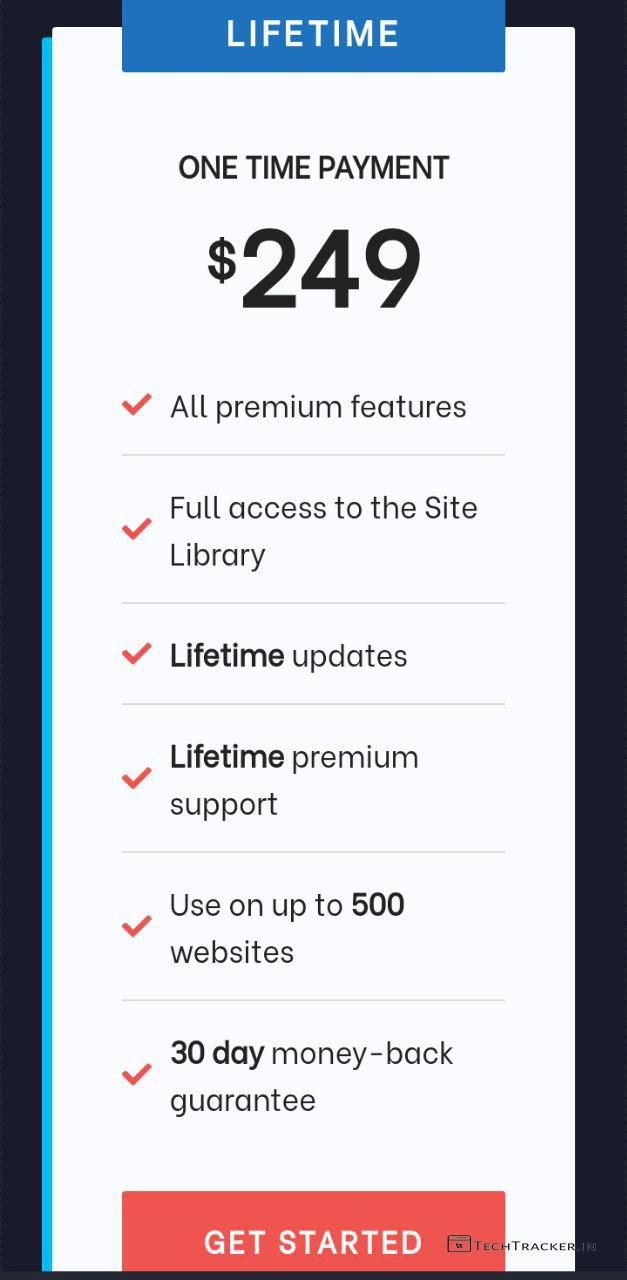 LIFETIME
ONE TIME PAYMENT
$249
All premium features
Full access to the Site
Library
Lifetime updates
Lifetime premium
support
Use on up to 500
websites
30 day money-back
guarantee
GET STARTED
TECHTRACKER.IN